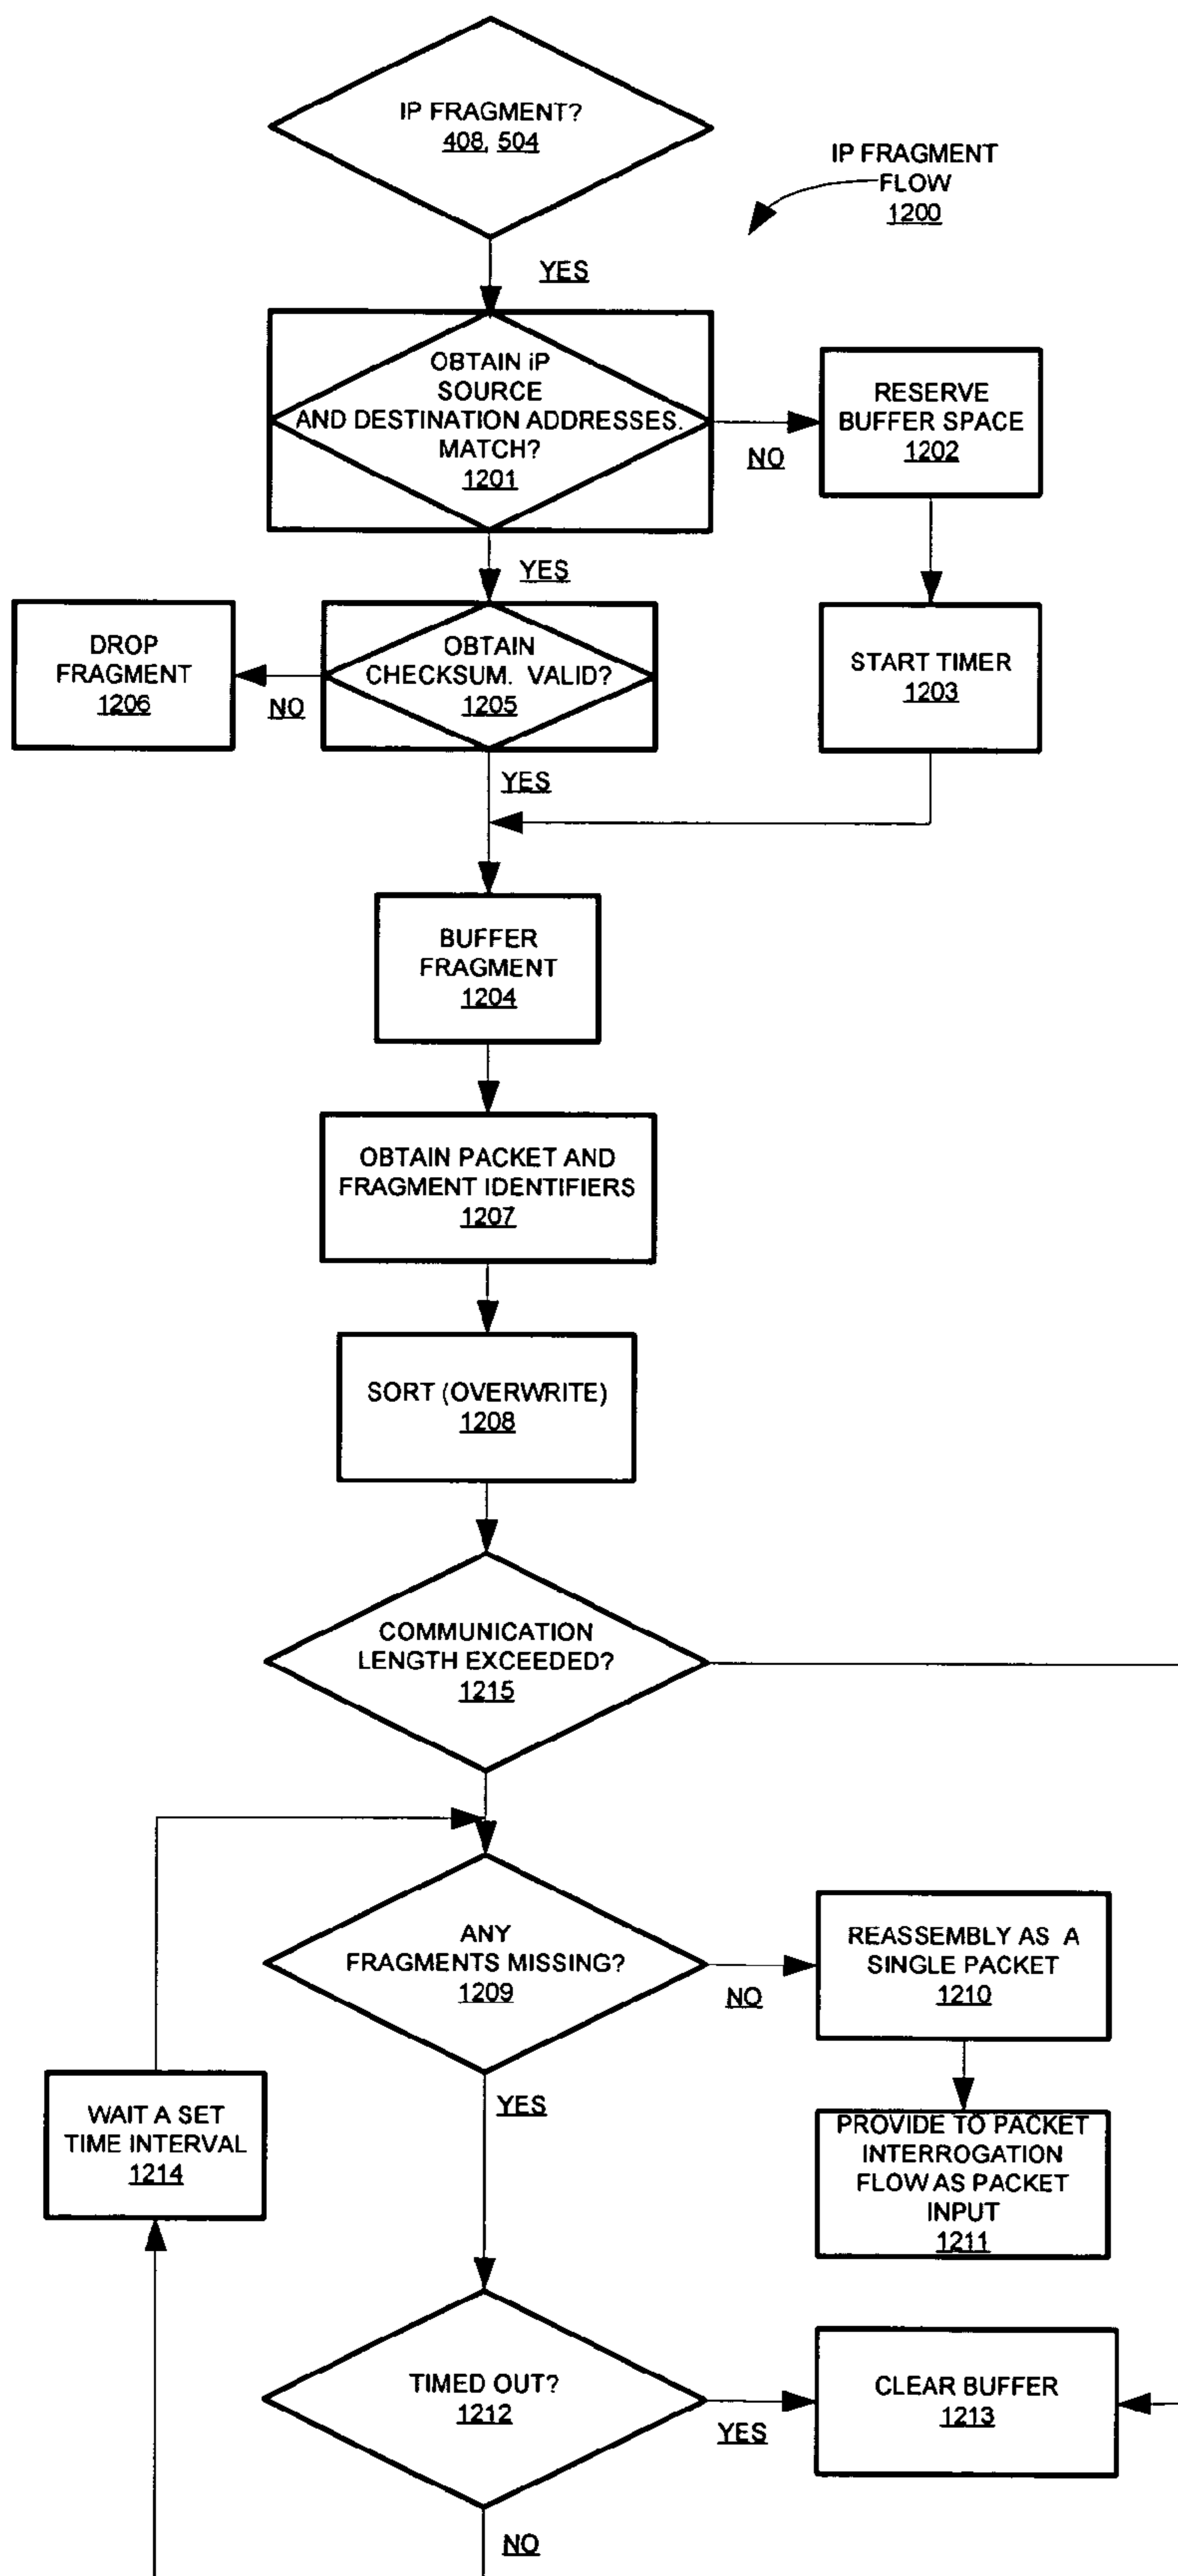 IP FRAGMENT?
408, 504
IP FRAGMENT
FLOW
1200
YES
OBTAIN iP
SOURCE
AND DESTINATION ADDRESSES.
MATCH?
1201
NO
RESERVE
BUFFER SPACE
1202
YES
DROP
FRAGMENT
1206
NO
OBTAIN
CHECKSUM. VALID?
1205
START TIMER
1203
YES
BUFFER
FRAGMENT
1204
OBTAIN PACKET AND
FRAGMENT IDENTIFIERS
1207
SORT (OVERWRITE)
1208
COMMUNICATION
LENGTH EXCEEDED?
1215
ANY
FRAGMENTS MISSING?
1209
NO
REASSEMBLY AS A
SINGLE PACKET
1210
YES
WAIT A SET
TIME INTERVAL
1214
PROVIDE TO PACKET
INTERROGATION
FLOW AS PACKET
INPUT
1211
TIMED OUT?
1212
YES
CLEAR BUFFER
1213
NO